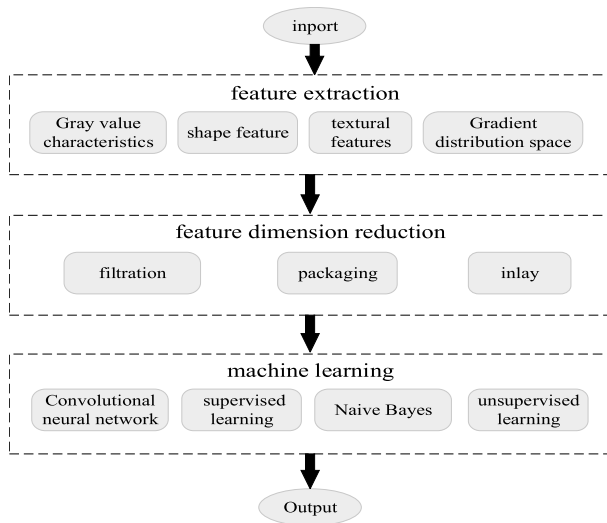 inport
feature extraction
Gray value
characteristics
shape feature
textural
features
Gradient
distribution space
feature dimension reduction
filtration
packaging
inlay
machine learning
Convolutional
neural network
supervised
learning
Naive Bayes
unsupervised
learning
Output